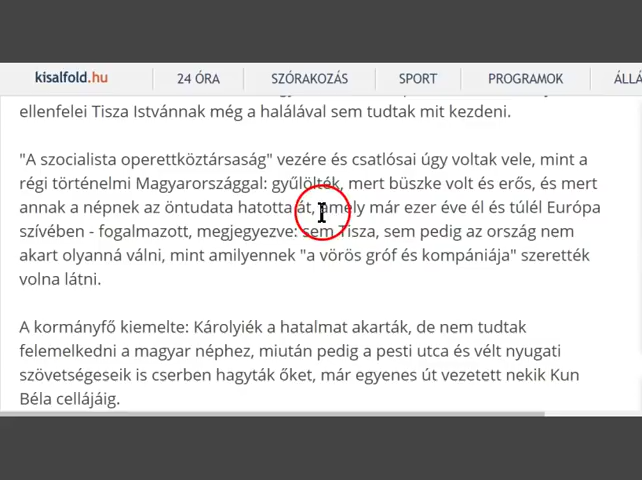 kisalfold.hu
24 ÓRA
SZÓRAKOZÁS
SPORT
PROGRAMOK
ÁLLÁ
ellenfelei Tisza Istvánnak még a halálával sem tudtak mit kezdeni.
"A szocialista operettköztársaság" vezére és csatlósai úgy voltak vele, mint a
régi történelmi Magyarországgal: gyűlölték, mert büszke volt és erős, és mert
annak a népnek az öntudata hatotta át, amely már ezer éve él és túlél Európa
szívében - fogalmazott, megjegyezve: sem Tisza, sem pedig az ország nem
akart olyanná válni, mint amilyennek "a vörös gróf és kompániája" szerették
volna látni.
A kormányfő kiemelte: Károlyiék a hatalmat akarták, de nem tudtak
felemelkedni a magyar néphez, miután pedig a pesti utca és vélt nyugati
szövetségeseik is cserben hagyták őket, már egyenes út vezetett nekik Kun
Béla cellájáig.